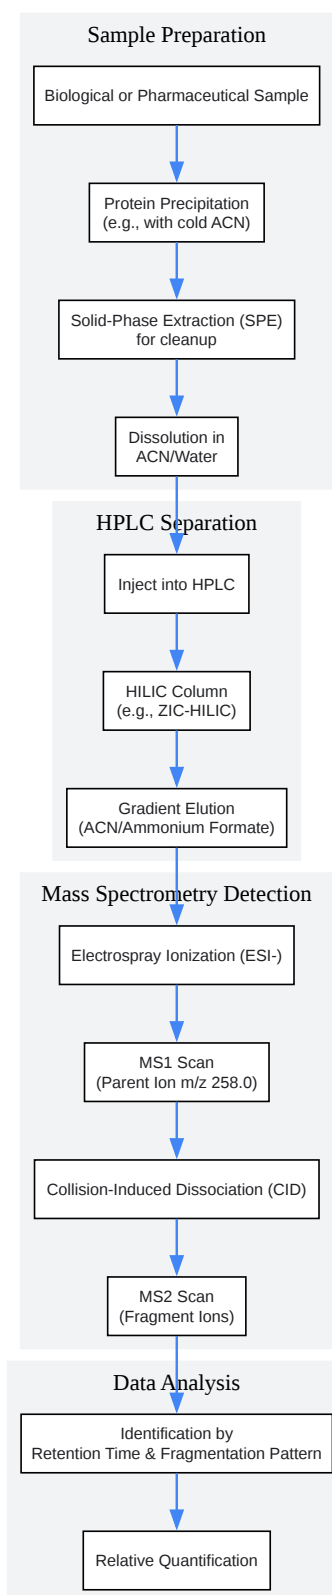 Sample Preparation
Biological or Pharmaceutical Sample
Protein Precipitation
(e.g., with cold ACN)
Solid-Phase Extraction (SPE)
for cleanup
Dissolution in
ACN/Water
HPLC Separation
Inject into HPLC
HILIC Column
(e.g., ZIC-HILIC)
Gradient Elution
(ACN/Ammonium Formate)
Mass Spectrometry Detection
Electrospray Ionization (ESI-)
MS1 Scan
(Parent Ion m/z 258.0)
Collision-Induced Dissociation (CID)
MS2 Scan
(Fragment Ions)
Data Analysis
Identification by
Retention Time & Fragmentation Pattern
Relative Quantification